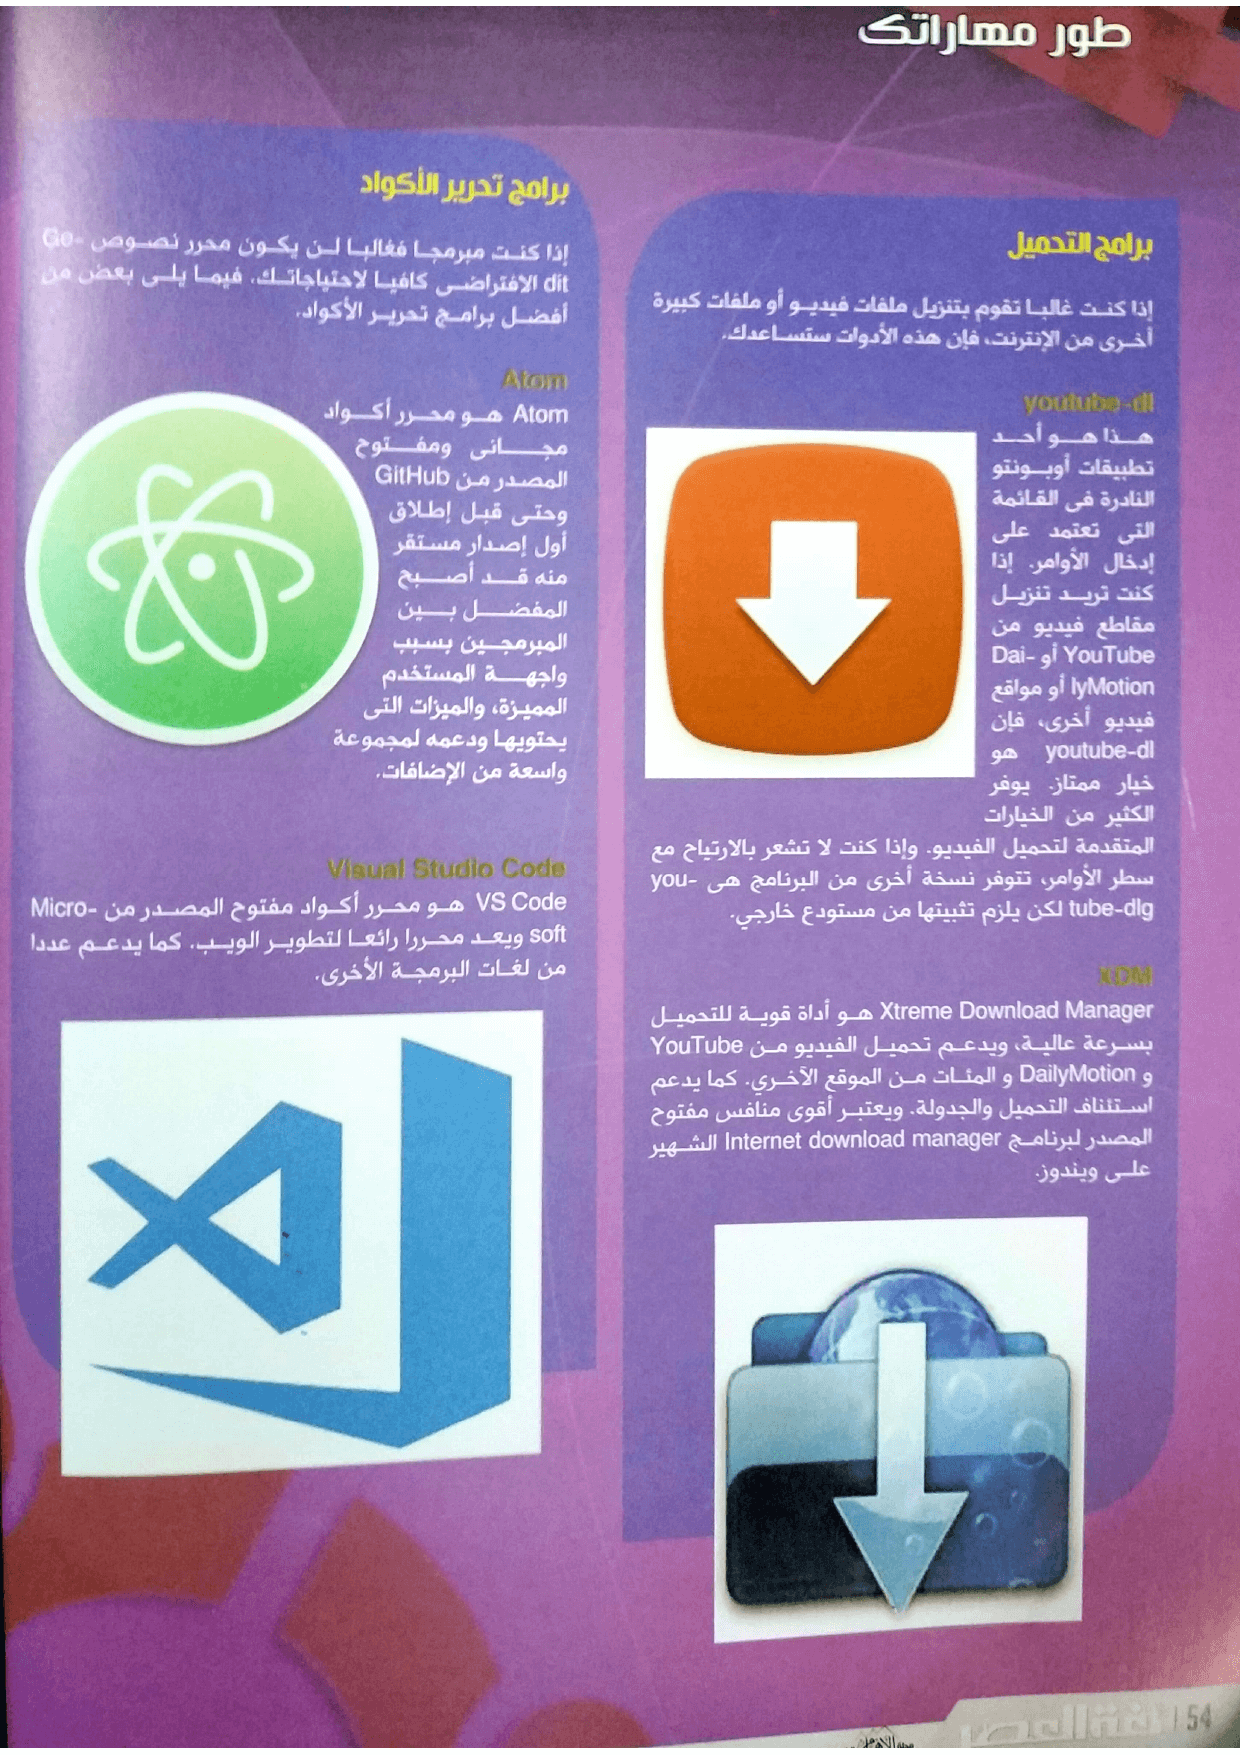 طور مهاراتك
برامج التحميل
إذا كنت غالبا تقوم بتنزيل ملفات فيديو أو ملفات كبيرة
أخرى من الإنترنت، فإن هذه الأدوات ستساعدك.
youtube-dl
هذا هو أحد
تطبيقات أوبونتو
النادرة فى القائمة
التى تعتمد على
إدخال الأوامر. إذا
كنت تريد تنزيل
مقاطع فيديو من
YouTube أو Dai-
lyMotion أو مواقع
فيديو أخرى، فإن
youtube-dl هو
خيار ممتاز. يوفر
الكثير من الخيارات
المتقدمة لتحميل الفيديو. وإذا كنت لا تشعر بالارتياح مع
سطر الأوامر، تتوفر نسخة أخرى من البرنامج هى you-
tube-dlg لكن يلزم تثبيتها من مستودع خارجي.
XDM
Xtreme Download Manager هو أداة قوية للتحميل
بسرعة عالية، ويدعم تحميل الفيديو من YouTube
و DailyMotion و المئات من الموقع الآخري. كما يدعم
استئناف التحميل والجدولة. ويعتبر أقوى منافس مفتوح
المصدر لبرنامج Internet download manager الشهير
على ويندوز.
برامج تحرير الأكواد
إذا كنت مبرمجا فغالبا لن يكون محرر نصوص Ge-
dit الافتراضى كافيا لاحتياجاتك. فيما يلى بعض من
أفضل برامج تحرير الأكواد.
Atom
Atom هو محرر أكواد
مجانى ومفتوح
المصدر من GitHub
وحتى قبل إطلاق
أول إصدار مستقر
منه قد أصبح
المفضل بين
المبرمجين بسبب
واجهة المستخدم
المميزة، والميزات التى
يحتويها ودعمه لمجموعة
واسعة من الإضافات.
Visual Studio Code
VS Code هو محرر أكواد مفتوح المصدر من Micro-
soft ويعد محررا رائعا لتطوير الويب. كما يدعم عددا
من لغات البرمجة الأخرى.
54 لغة العصر